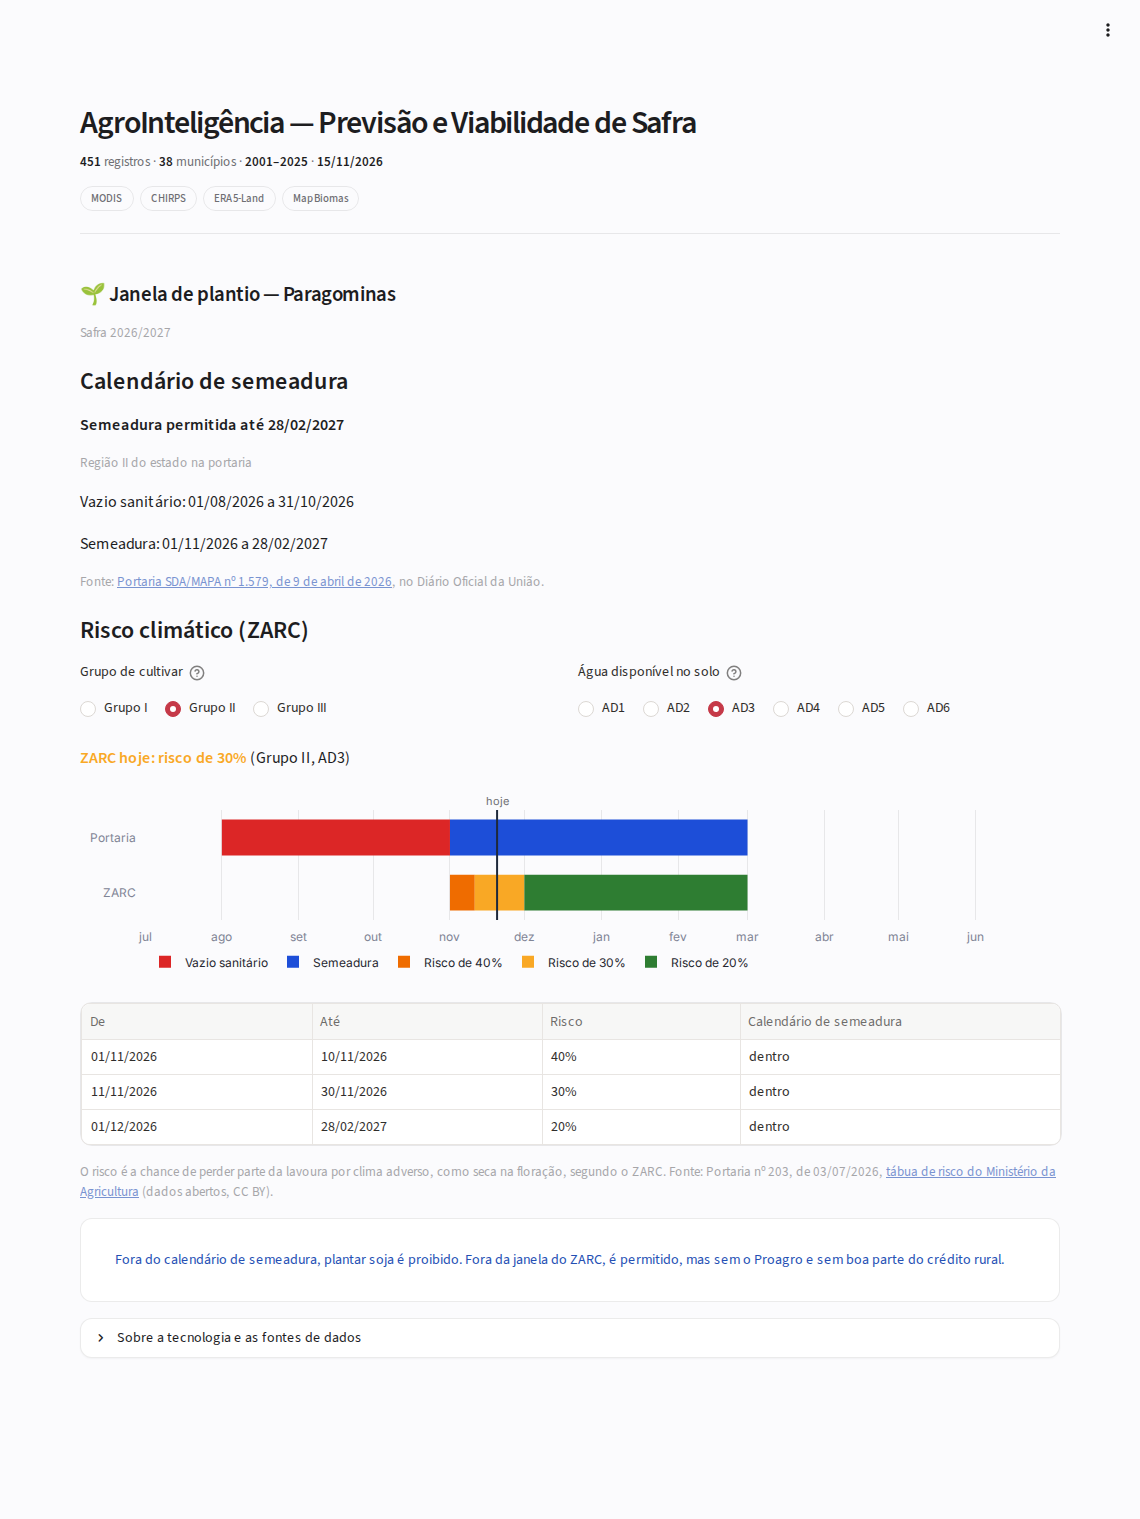 AgroInteligência — Previsão e Viabilidade de Safra
451 registros · 38 municípios · 2001–2025 · 15/11/2026
MODIS CHIRPS ERA5-Land MapBiomas
🌱 Janela de plantio — Paragominas
Safra 2026/2027
Calendário de semeadura
Semeadura permitida até 28/02/2027
Região II do estado na portaria
Vazio sanitário: 01/08/2026 a 31/10/2026
Semeadura: 01/11/2026 a 28/02/2027
Fonte: Portaria SDA/MAPA nº 1.579, de 9 de abril de 2026, no Diário Oficial da União.
Risco climático (ZARC)
Grupo de cultivar Água disponível no solo
Grupo I Grupo II Grupo III AD1 AD2 AD3 AD4 AD5 AD6
ZARC hoje: risco de 30% (Grupo II, AD3)
hoje
Portaria
ZARC
jul ago set out nov dez jan fev mar abr mai jun
Vazio sanitário Semeadura Risco de 40% Risco de 30% Risco de 20%
De Até Risco Calendário de semeadura
01/11/2026 10/11/2026 40% dentro
11/11/2026 30/11/2026 30% dentro
01/12/2026 28/02/2027 20% dentro
O risco é a chance de perder parte da lavoura por clima adverso, como seca na floração, segundo o ZARC. Fonte: Portaria nº 203, de 03/07/2026, tábua de risco do Ministério da
Agricultura (dados abertos, CC BY).
Fora do calendário de semeadura, plantar soja é proibido. Fora da janela do ZARC, é permitido, mas sem o Proagro e sem boa parte do crédito rural.
Sobre a tecnologia e as fontes de dados